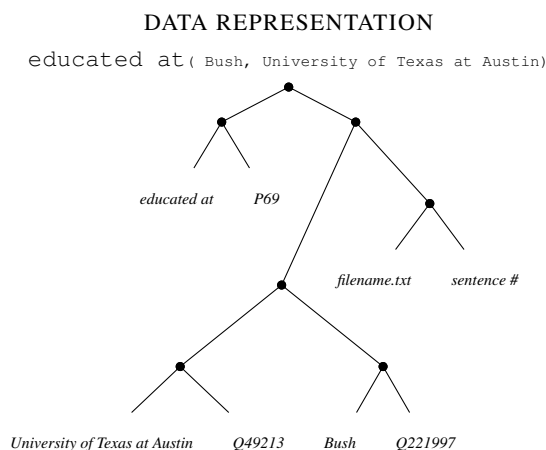 DATA REPRESENTATION
educated at( Bush, University of Texas at Austin)
educated at P69
filename.txt sentence #
University of Texas at Austin Q49213 Bush Q221997